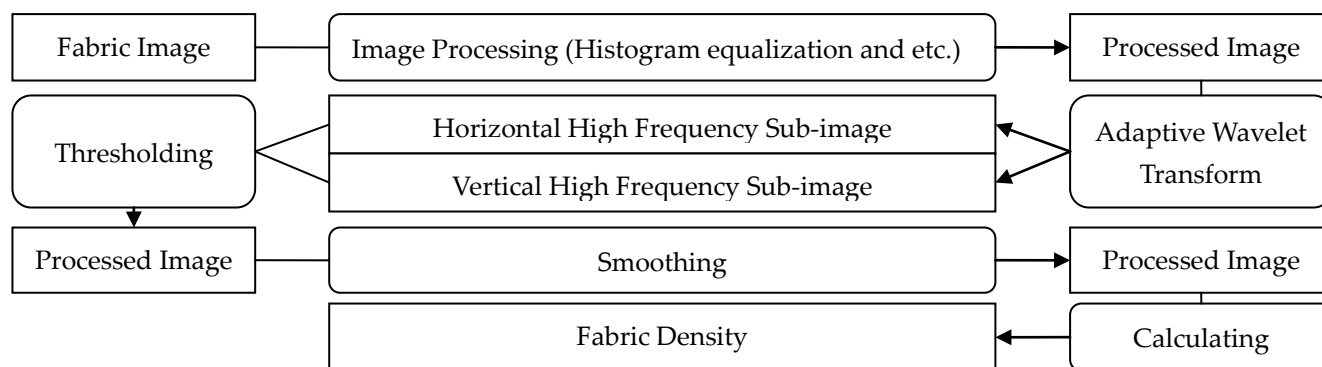 Fabric Image
Image Processing (Histogram equalization and etc.)
Processed Image
Thresholding
Horizontal High Frequency Sub-image
Vertical High Frequency Sub-image
Adaptive Wavelet
Transform
Processed Image
Smoothing
Processed Image
Fabric Density
Calculating